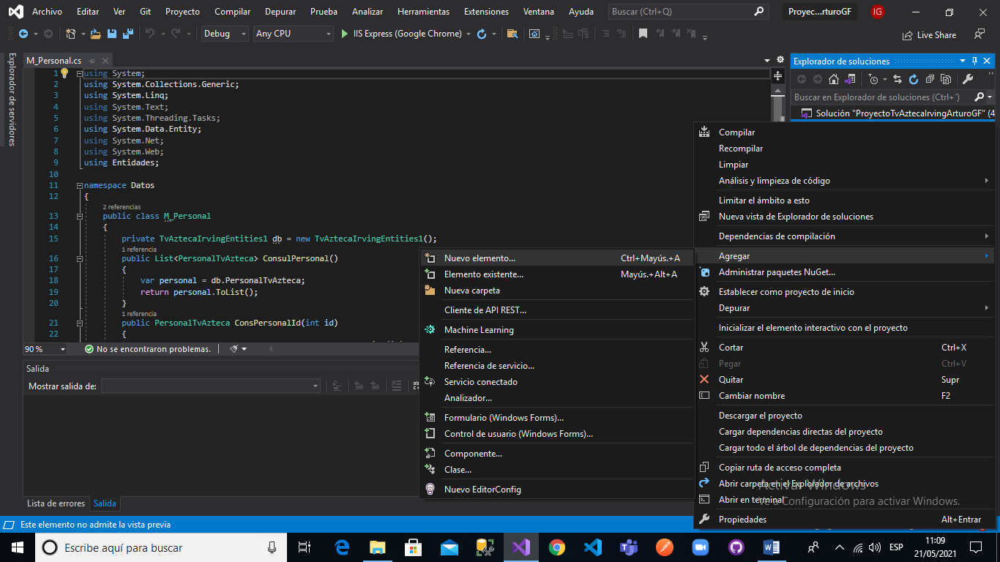 Archivo Editar Ver Git Proyecto Compilar Depurar Prueba Analizar Herramientas Extensiones Ventana Ayuda Buscar (Ctrl+Q) Proyec...rturoGF IG
Debug Any CPU IIS Express (Google Chrome) Live Share
Explorador de servidores
M_Personal.cs
1 using System;
2 using System.Collections.Generic;
3 using System.Linq;
4 using System.Text;
5 using System.Threading.Tasks;
6 using System.Data.Entity;
7 using System.Net;
8 using System.Web;
9 using Entidades;
10
11 namespace Datos
12 {
2 referencias
13 public class M_Personal
14 {
15 private TvAztecaIrvingEntities1 db = new TvAztecaIrvingEntities1();
1 referencia
16 public List<PersonalTvAzteca> ConsulPersonal()
17 {
18 var personal = db.PersonalTvAzteca;
19 return personal.ToList();
20 }
1 referencia
21 public PersonalTvAzteca ConsPersonalId(int id)
22 {
90 % No se encontraron problemas.
Salida
Mostrar salida de:
Lista de errores Salida
Este elemento no admite la vista previa
Explorador de soluciones
Buscar en Explorador de soluciones (Ctrl+´)
Solución "ProyectoTvAztecaIrvingArturoGF" (4
Compilar
Recompilar
Limpiar
Análisis y limpieza de código
Limitar el ámbito a esto
Nueva vista de Explorador de soluciones
Dependencias de compilación
Agregar
Administrar paquetes NuGet...
Establecer como proyecto de inicio
Depurar
Inicializar el elemento interactivo con el proyecto
Cortar Ctrl+X
Pegar Ctrl+V
Quitar Supr
Cambiar nombre F2
Descargar el proyecto
Cargar dependencias directas del proyecto
Cargar todo el árbol de dependencias del proyecto
Copiar ruta de acceso completa
Abrir carpeta en el Explorador de archivos
Abrir en terminal
Propiedades Alt+Entrar
Nuevo elemento... Ctrl+Mayús.+A
Elemento existente... Mayús.+Alt+A
Nueva carpeta
Cliente de API REST...
Machine Learning
Referencia...
Referencia de servicio...
Servicio conectado
Analizador...
Formulario (Windows Forms)...
Control de usuario (Windows Forms)...
Componente...
Clase...
Nuevo EditorConfig
Activar Windows
Ve a Configuración para activar Windows.
Escribe aquí para buscar
ESP
11:09
21/05/2021